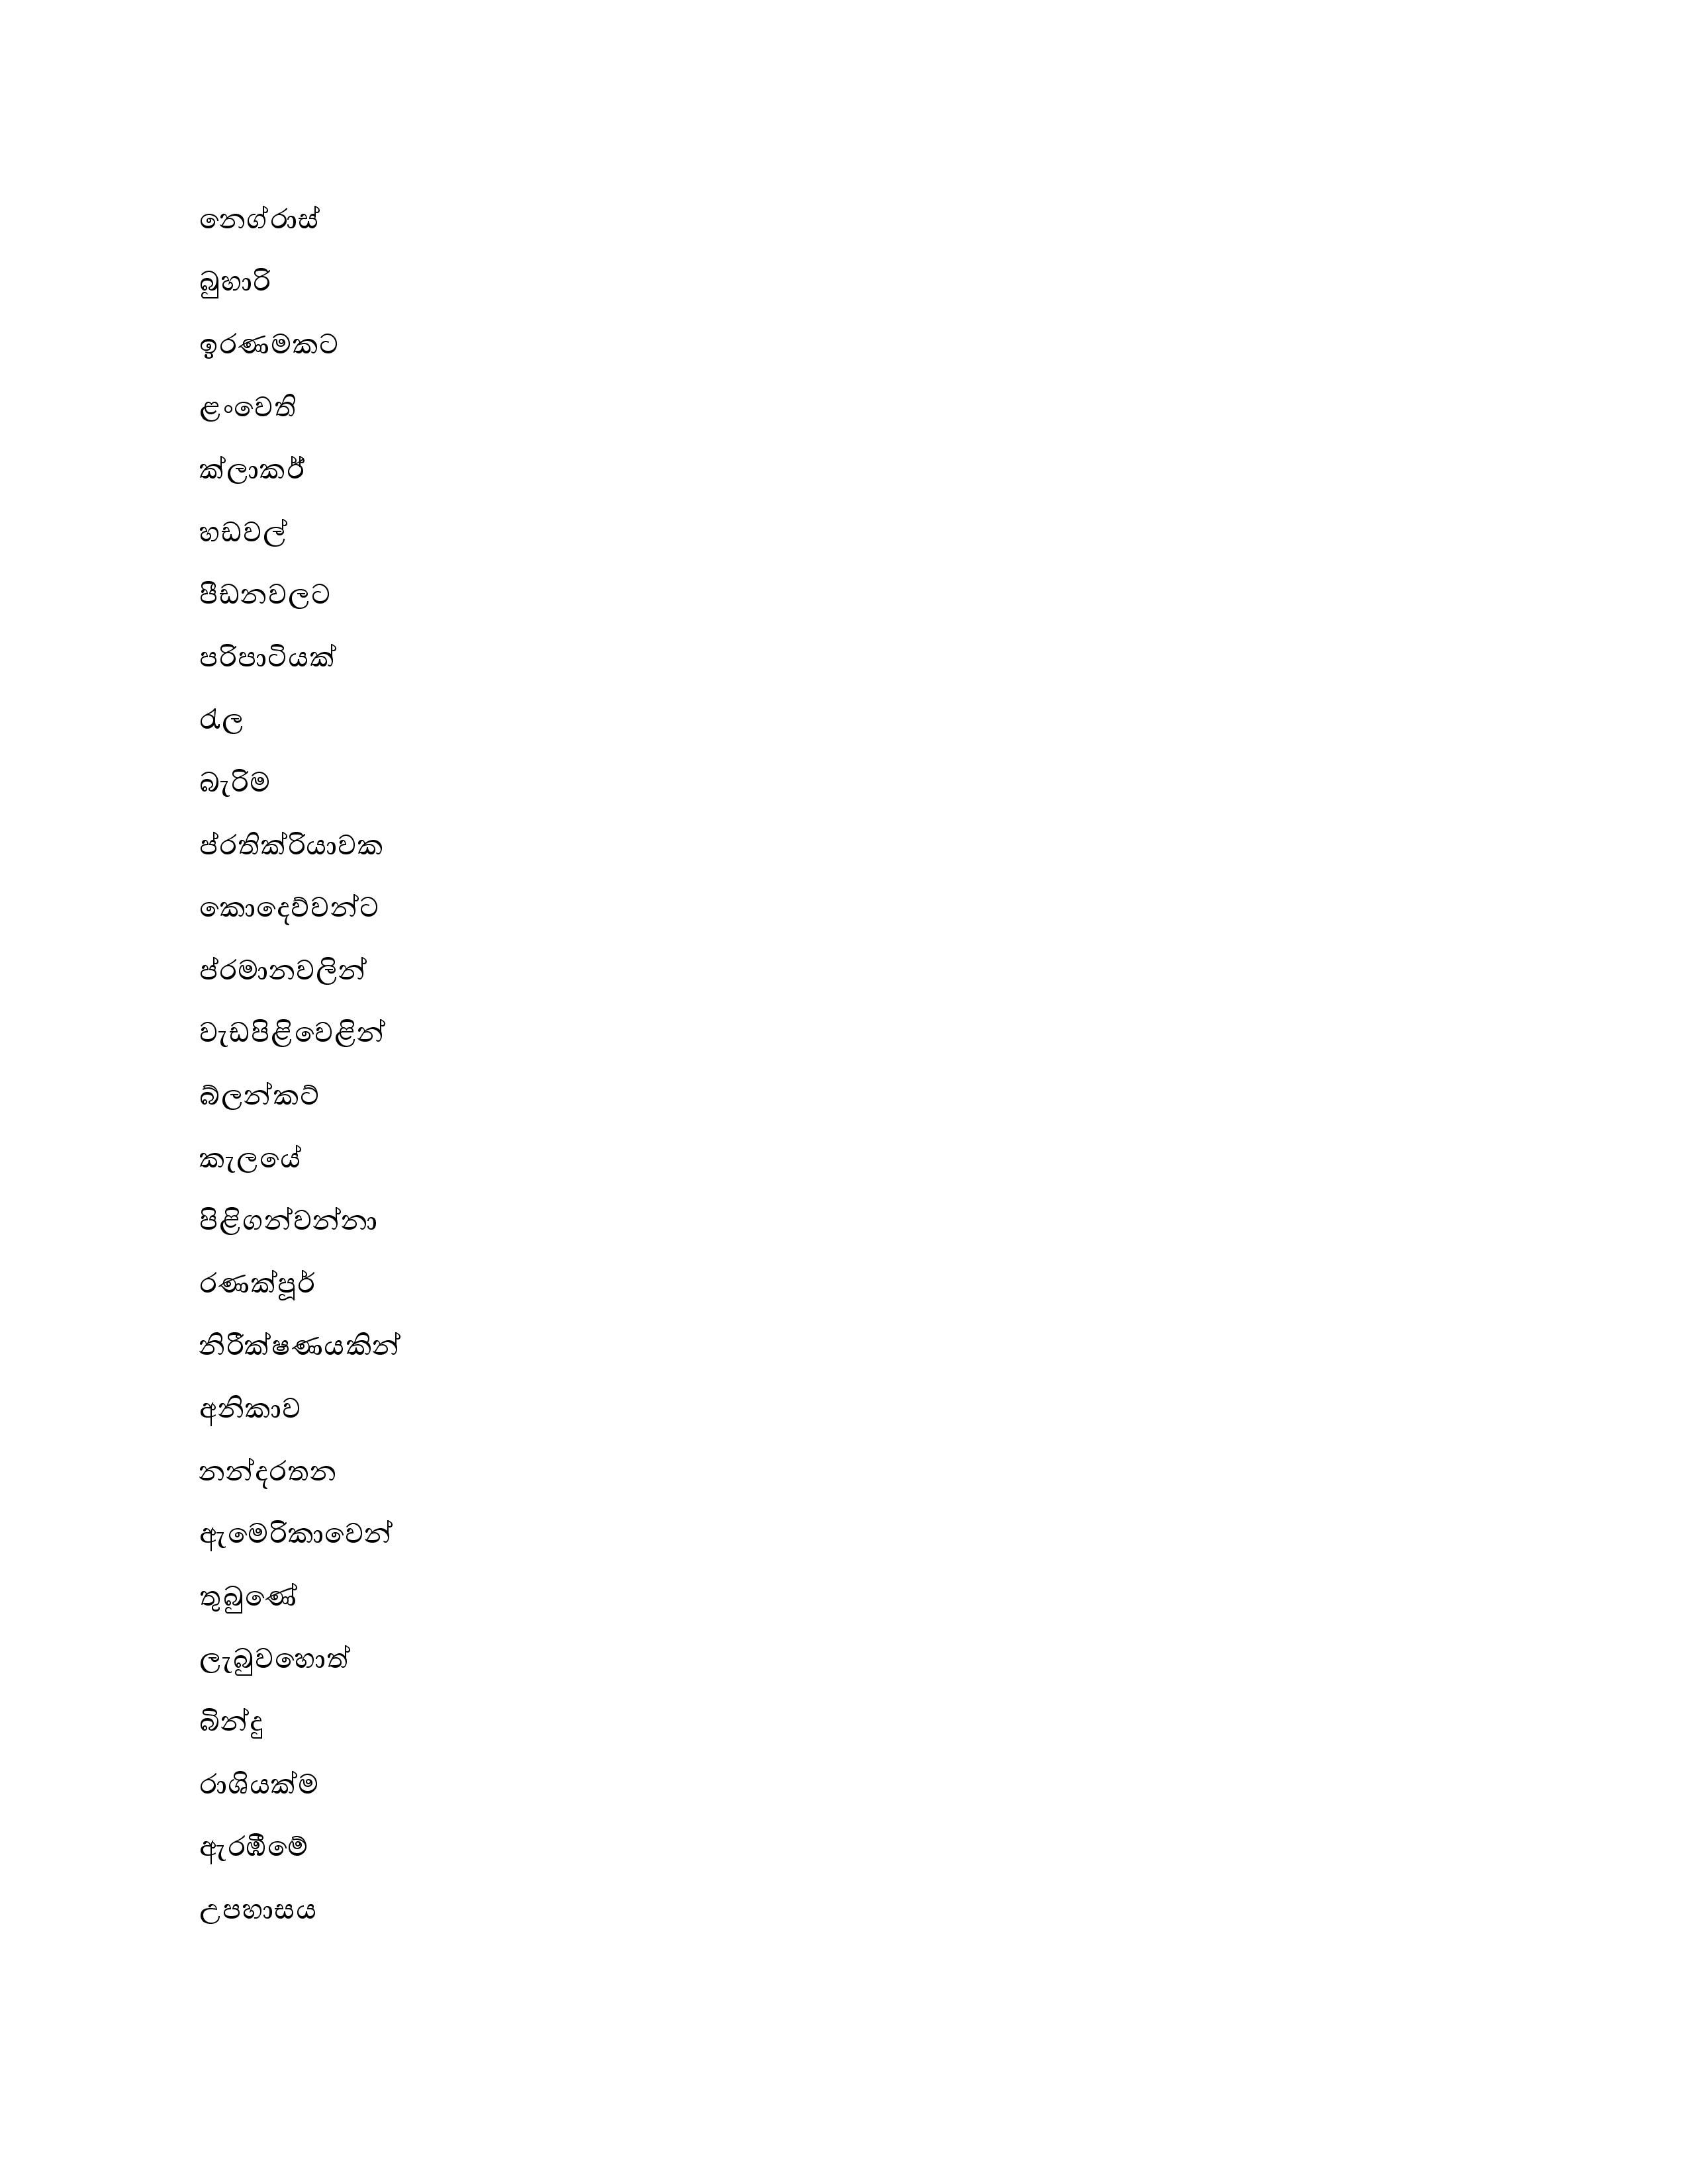 නෙග්රාස්
බුහාරි
ඉරණමකට
ළංවෙති
ක්ලාකර්
හඩවල්
පීඩනවලට
පරිපාටියක්
රැල
බැරිම
ප්රතික්රියාවක
කොදෙව්වන්ට
ප්රමානවලින්
වැඩපිළිවෙළින්
බ්ලන්කට්
කැලයේ
පිළිගන්වන්නා
රණක්පූර්
නිරීක්ෂණයකින්
අනිකාව
නන්දරතන
ඇමෙරිකාවෙන්
තුබුණේ
ලැබුවහොත්
බින්දු
රාශියක්ම
ඇරඹීමේ
උපහාසය